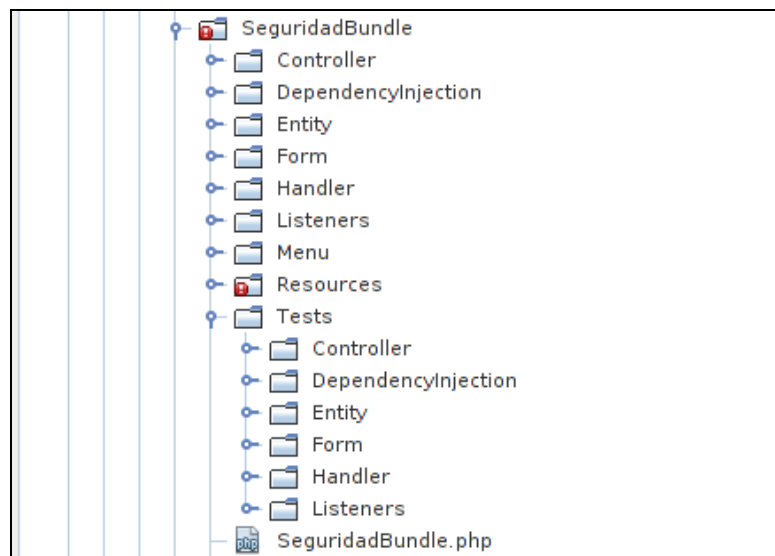 SeguridadBundle
Controller
DependencyInjection
Entity
Form
Handler
Listeners
Menu
Resources
Tests
Controller
DependencyInjection
Entity
Form
Handler
Listeners
SeguridadBundle.php